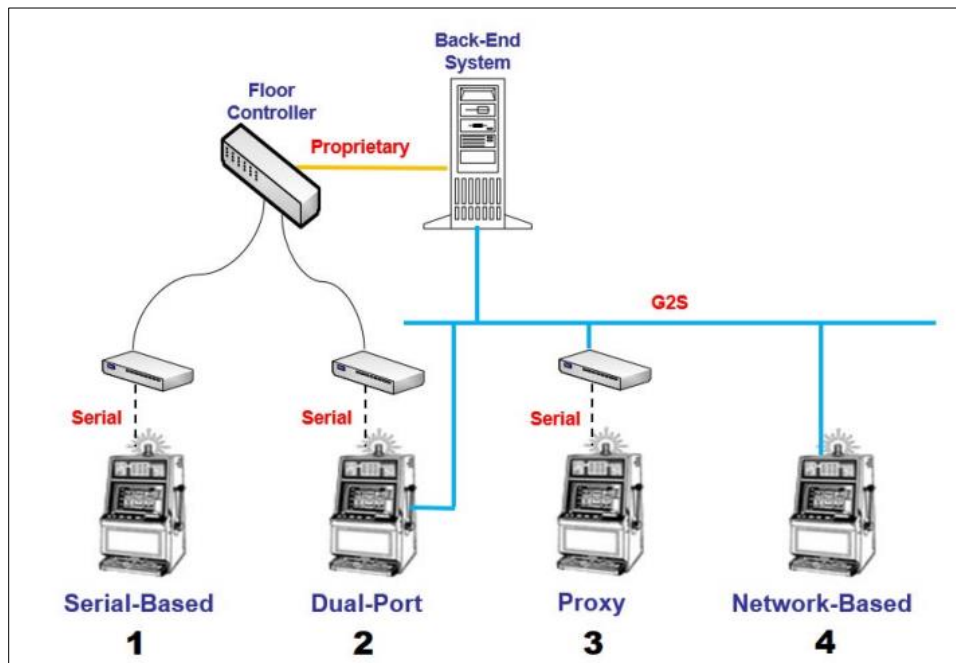 Back-End
System
Floor
Controller
Proprietary
G2S
Serial
Serial
Serial
Serial-Based
Dual-Port
Proxy
Network-Based
1
2
3
4